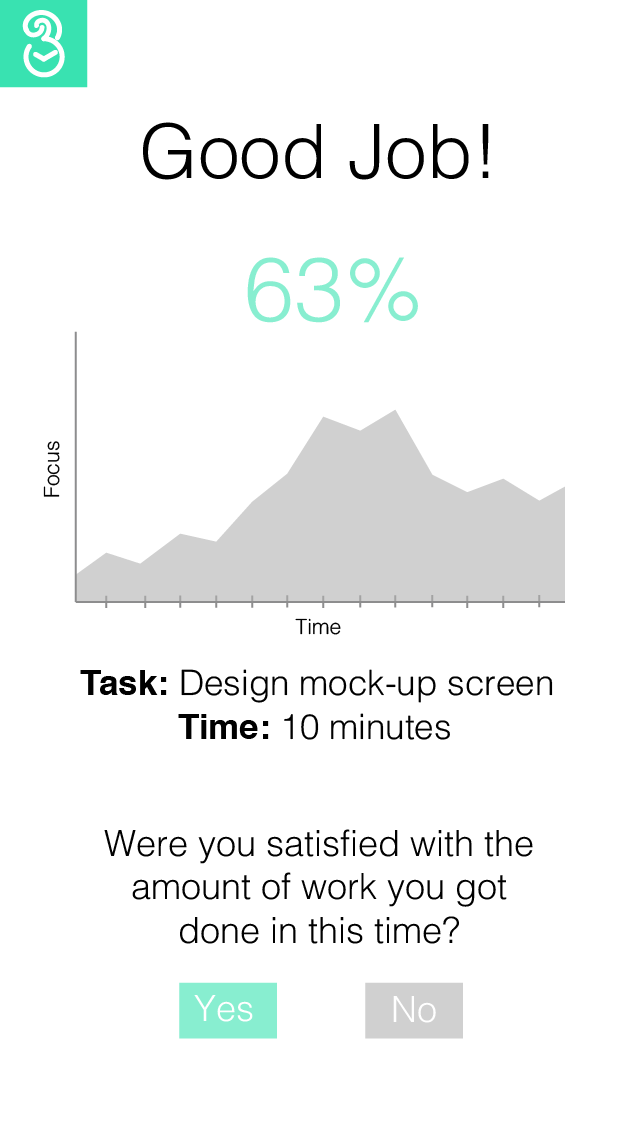 Good Job!
63%
Focus
Time
Task: Design mock-up screen
Time: 10 minutes
Were you satisfied with the
amount of work you got
done in this time?
Yes
No